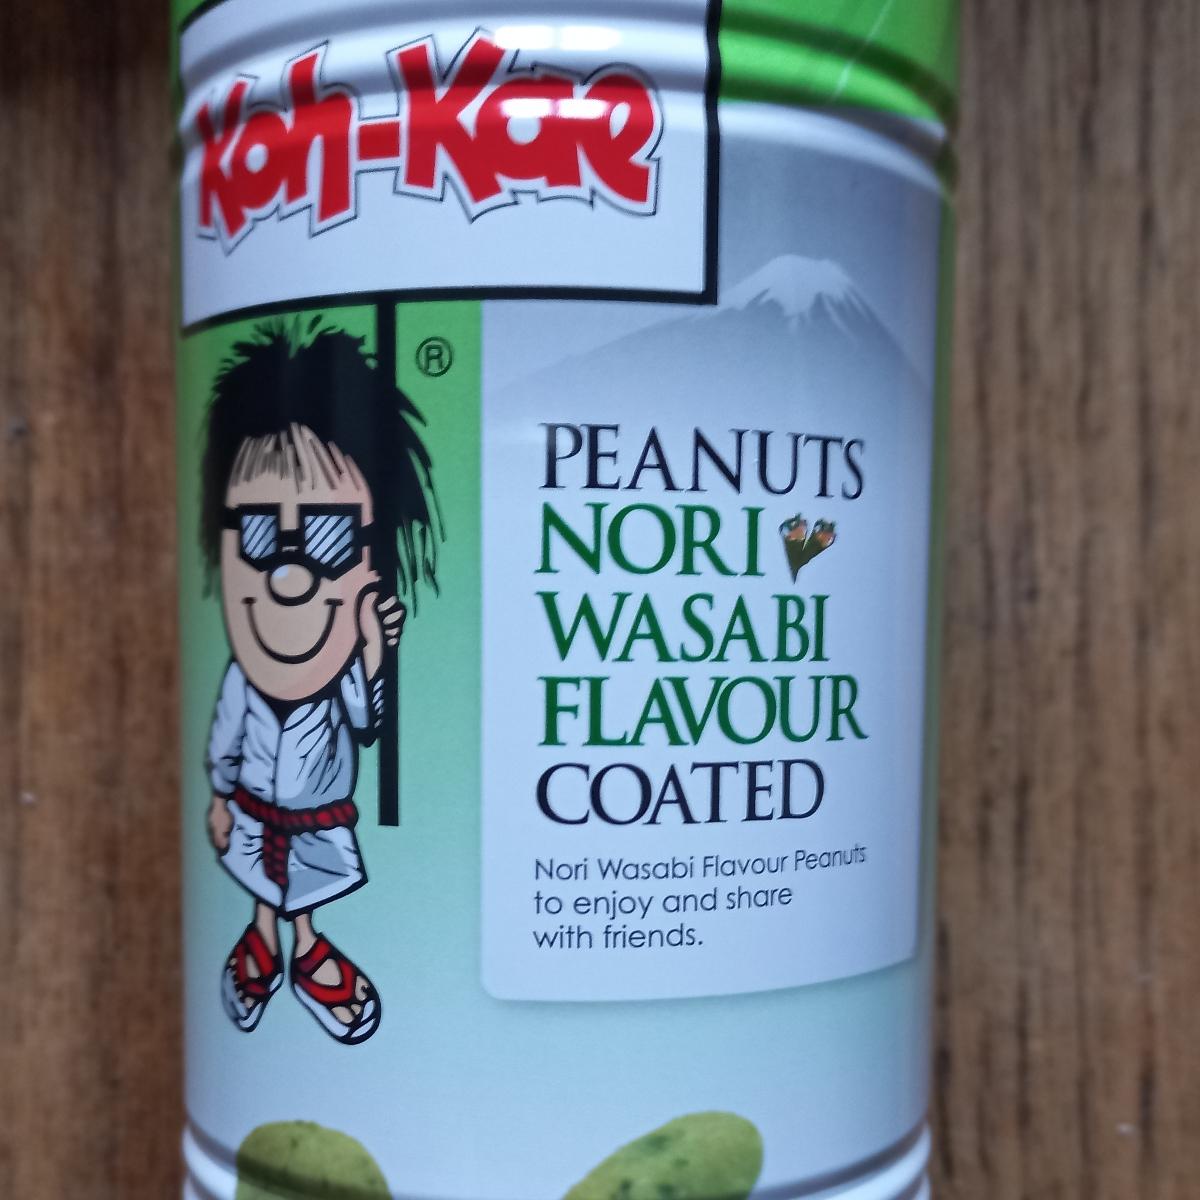 Koh-Kae
®
PEANUTS
NORI
WASABI
FLAVOUR
COATED
Nori Wasabi Flavour Peanuts
to enjoy and share
with friends.